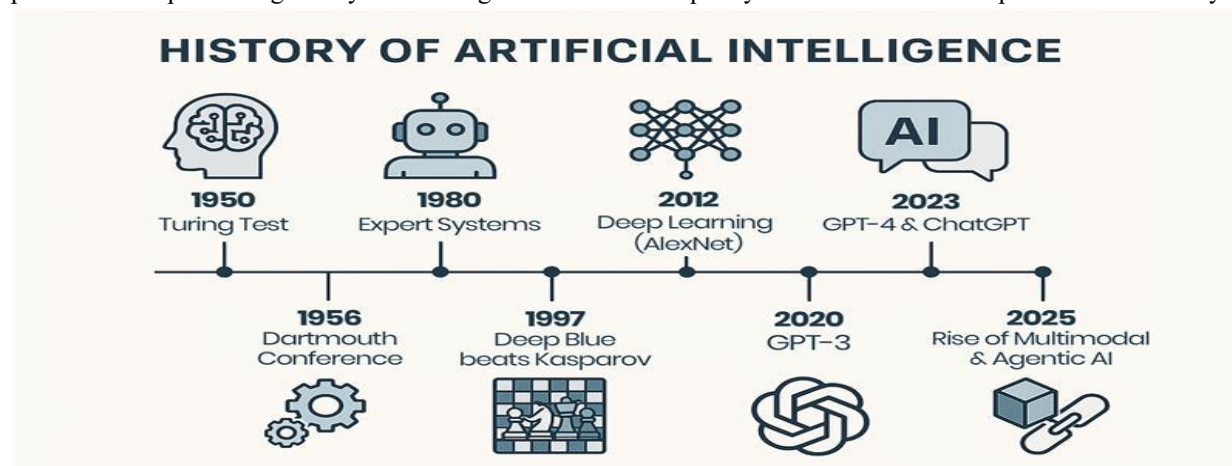 HISTORY OF ARTIFICIAL INTELLIGENCE
AI
1950
Turing Test
1980
Expert Systems
2012
Deep Learning
(AlexNet)
2023
GPT-4 & ChatGPT
1956
Dartmouth
Conference
1997
Deep Blue
beats Kasparov
2020
GPT-3
2025
Rise of Multimodal
& Agentic AI